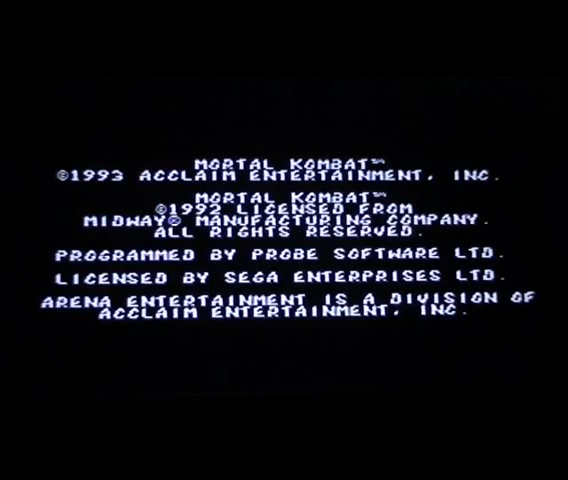 MORTAL KOMBAT™
©1993 ACCLAIM ENTERTAINMENT, INC.
MORTAL KOMBAT™
©1992 LICENSED FROM
MIDWAY® MANUFACTURING COMPANY.
ALL RIGHTS RESERVED.
PROGRAMMED BY PROBE SOFTWARE LTD.
LICENSED BY SEGA ENTERPRISES LTD.
ARENA ENTERTAINMENT IS A DIVISION OF
ACCLAIM ENTERTAINMENT, INC.